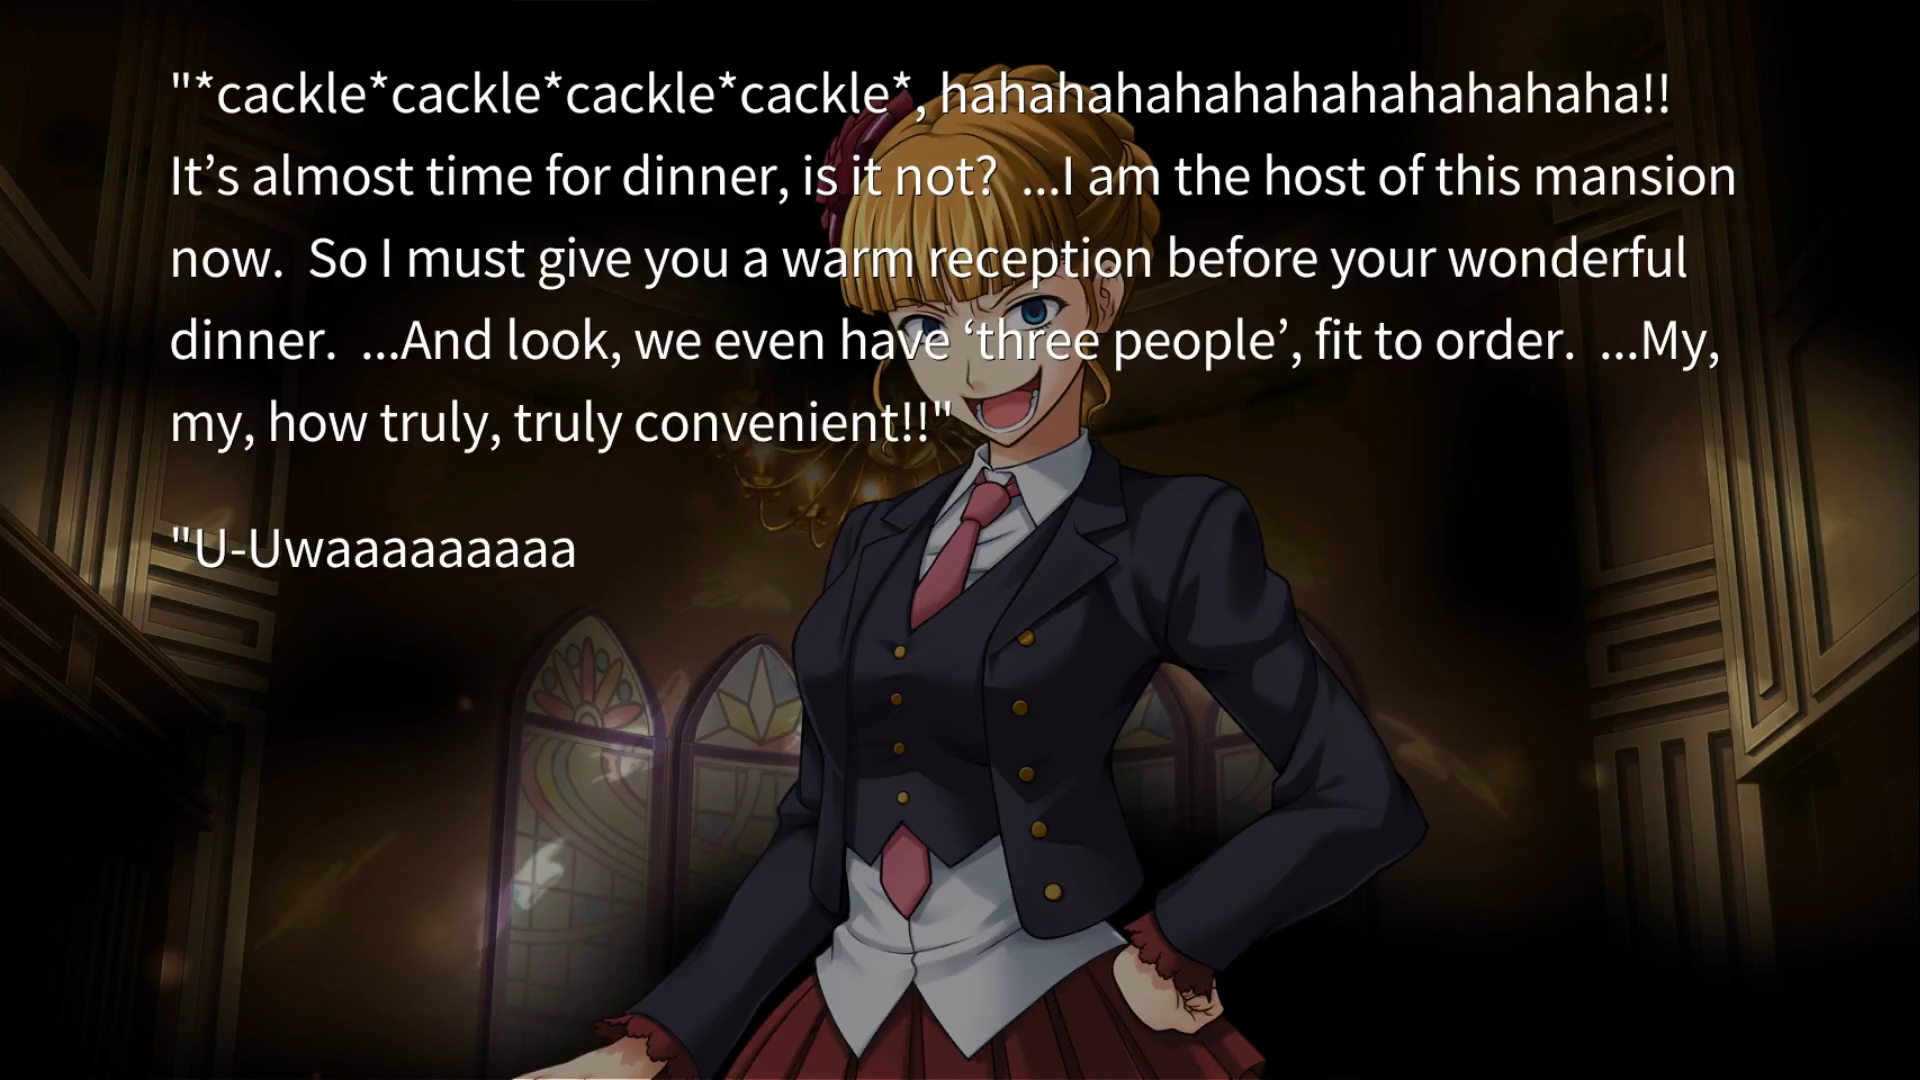 "*cackle*cackle*cackle*cackle*, hahahahahahahahahahahahaha!!
It’s almost time for dinner, is it not?  ...I am the host of this mansion
now.  So I must give you a warm reception before your wonderful
dinner.  ...And look, we even have ‘three people’, fit to order.  ...My,
my, how truly, truly convenient!!"
"U-Uwaaaaaaaaaa